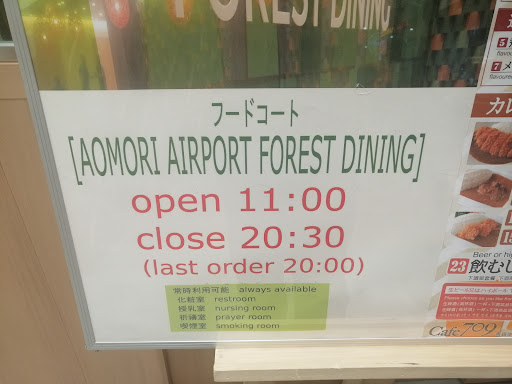 FOREST DINING
フードコート
[AOMORI AIRPORT FOREST DINING]
open 11:00
close 20:30
(last order 20:00)
常時利用可能 always available
化粧室 restroom
授乳室 nursing room
祈祷室 prayer room
喫煙室 smoking room
カレ
Beer or hi
23 飲むし
Cafe 709